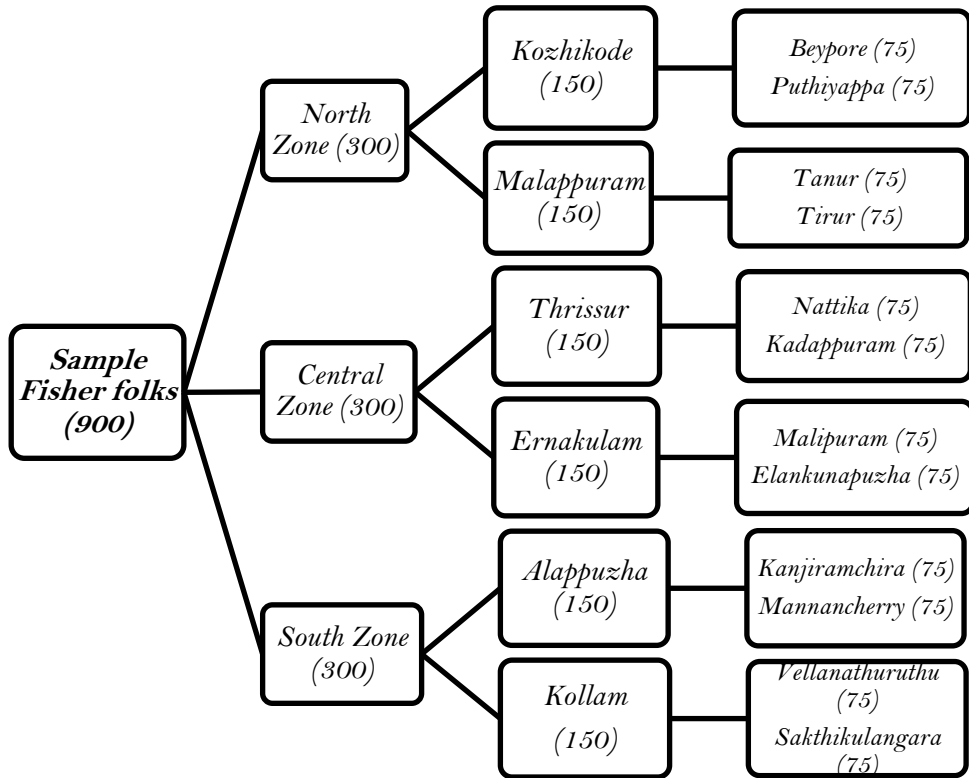 Sample
Fisher folks
(900)
North
Zone (300)
Kozhikode
(150)
Beypore (75)
Puthiyappa (75)
Malappuram
(150)
Tanur (75)
Tirur (75)
Central
Zone (300)
Thrissur
(150)
Nattika (75)
Kadappuram (75)
Ernakulam
(150)
Malipuram (75)
Elankunapuzha (75)
South Zone
(300)
Alappuzha
(150)
Kanjiramchira (75)
Mannancherry (75)
Kollam
(150)
Vellanathuruthu
(75)
Sakthikulangara
(75)